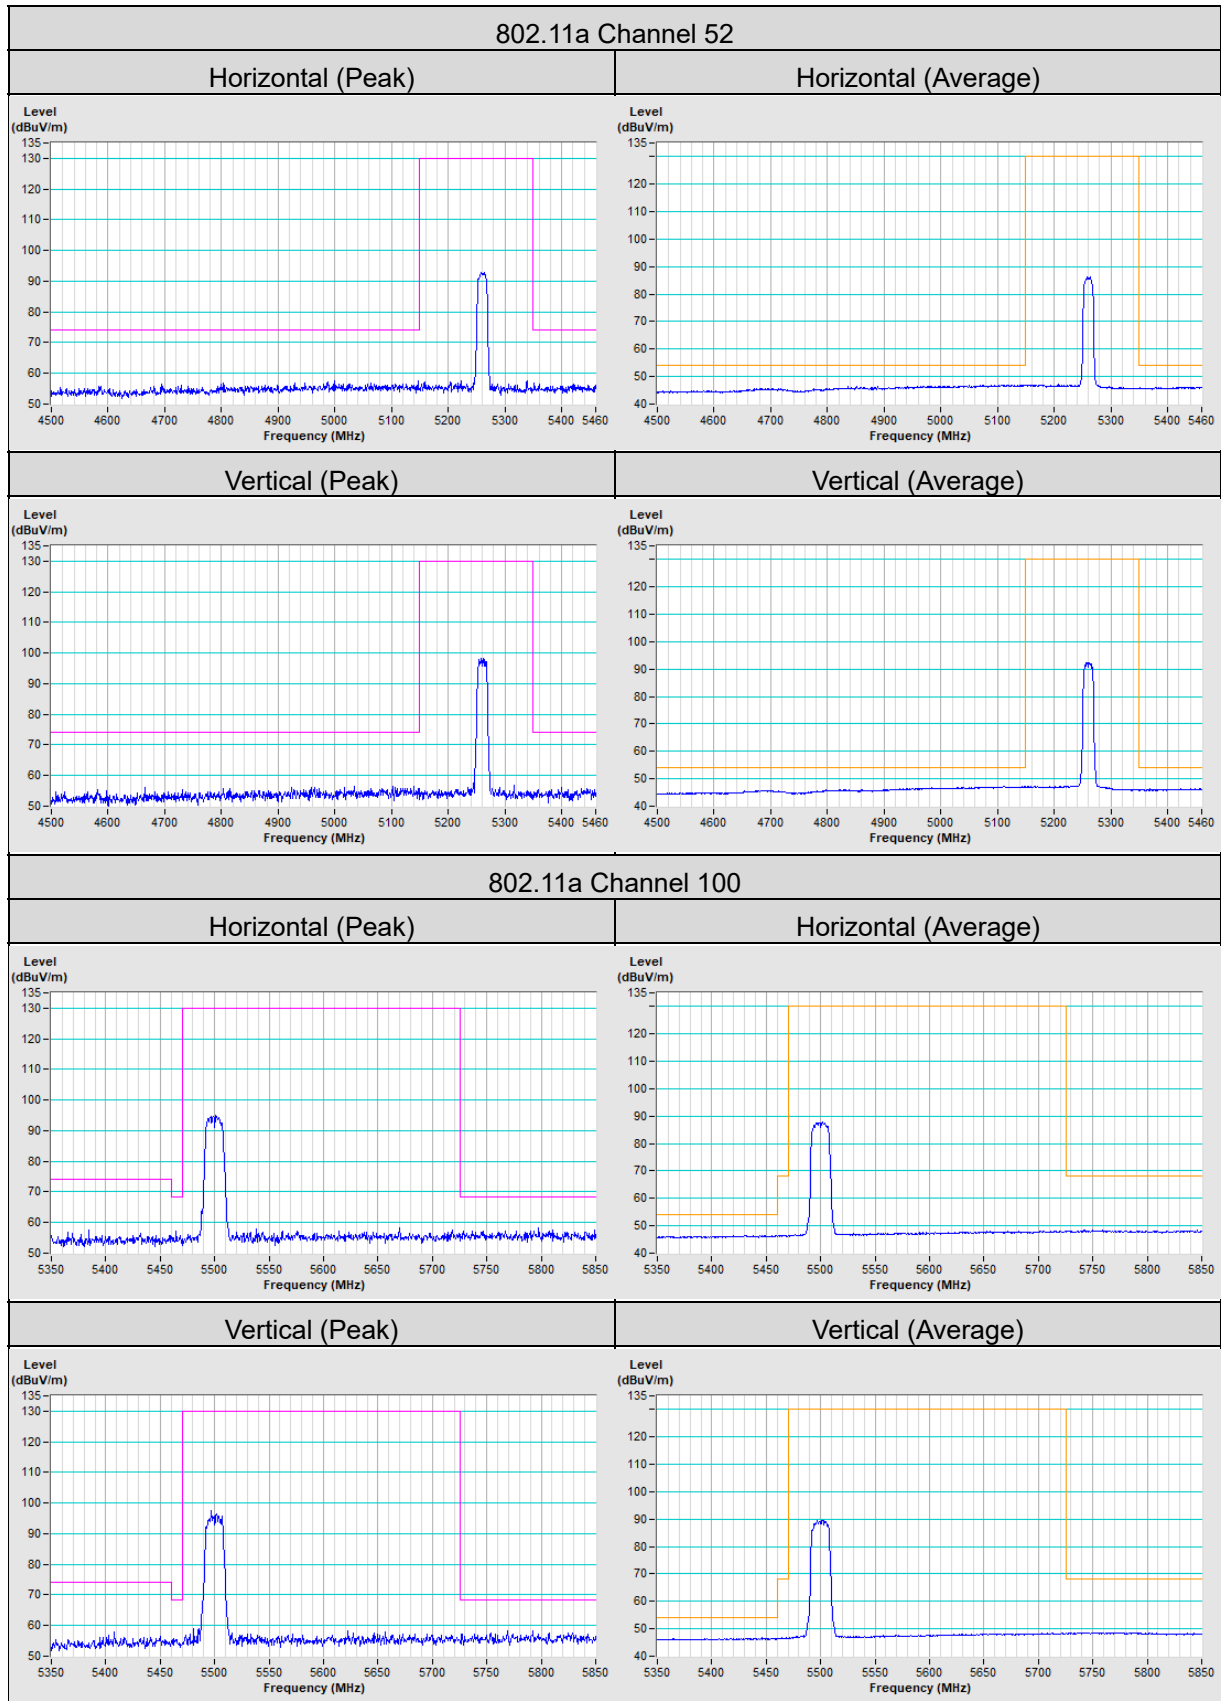 802.11a Channel 52
Horizontal (Peak) Horizontal (Average)
Level Level
(dBuV/m) (dBuV/m)
135 135
130
120 120
110 110
100 100
90 90
80 80
70 70
60 60
50 50
40
4500 4600 4700 4800 4900 5000 5100 5200 5300 5400 5460 4500 4600 4700 4800 4900 5000 5100 5200 5300 5400 5460
Frequency (MHz) Frequency (MHz)
Vertical (Peak) Vertical (Average)
Level Level
(dBuV/m) (dBuV/m)
135 135
130
120 120
110 110
100 100
90 90
80 80
70 70
60 60
50 50
40
4500 4600 4700 4800 4900 5000 5100 5200 5300 5400 5460 4500 4600 4700 4800 4900 5000 5100 5200 5300 5400 5460
Frequency (MHz) Frequency (MHz)
802.11a Channel 100
Horizontal (Peak) Horizontal (Average)
Level Level
(dBuV/m) (dBuV/m)
135 135
130
120 120
110 110
100 100
90 90
80 80
70 70
60 60
50 50
40
5350 5400 5450 5500 5550 5600 5650 5700 5750 5800 5850 5350 5400 5450 5500 5550 5600 5650 5700 5750 5800 5850
Frequency (MHz) Frequency (MHz)
Vertical (Peak) Vertical (Average)
Level Level
(dBuV/m) (dBuV/m)
135 135
130
120 120
110 110
100 100
90 90
80 80
70 70
60 60
50 50
40
5350 5400 5450 5500 5550 5600 5650 5700 5750 5800 5850 5350 5400 5450 5500 5550 5600 5650 5700 5750 5800 5850
Frequency (MHz) Frequency (MHz)